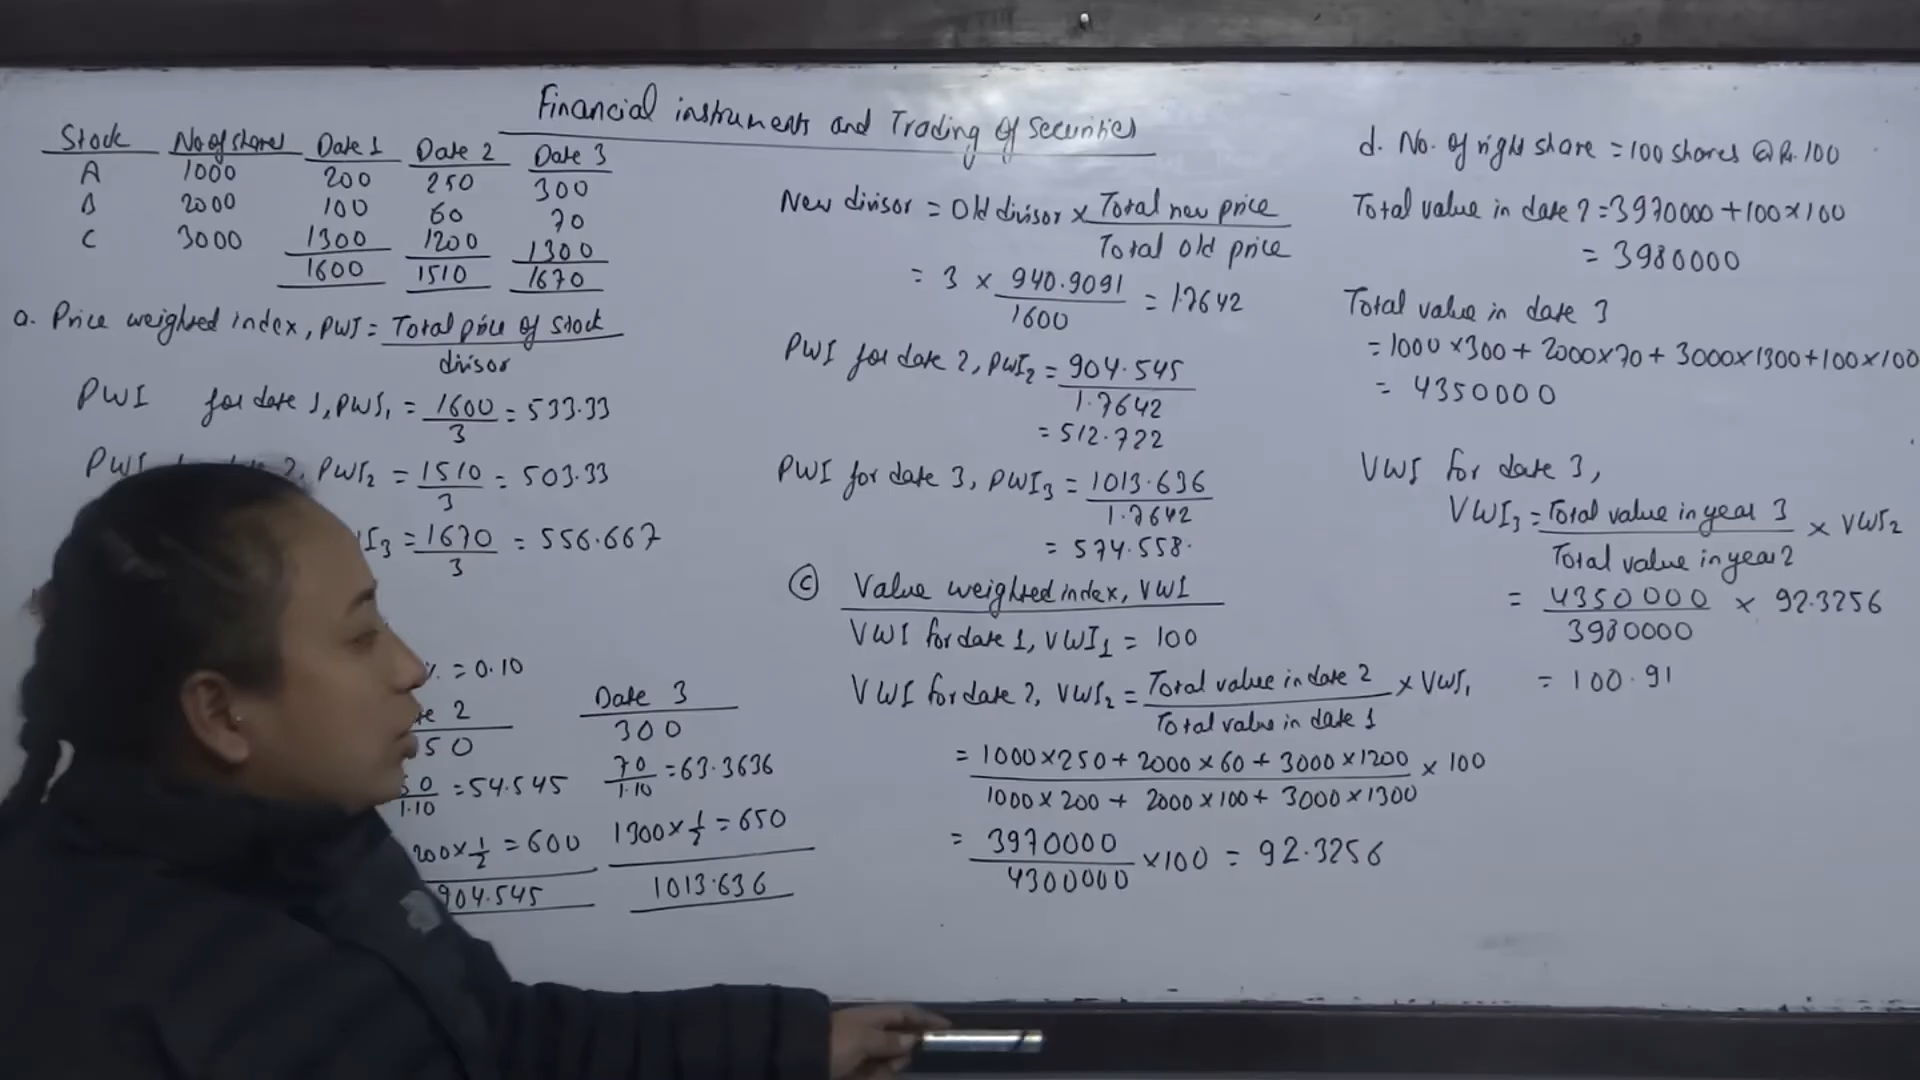 Financial instruments and Trading of Securities
Stock No of shares Date 1 Date 2 Date 3
A 1000 200 250 300
B 2000 100 60 70
C 3000 1300 1200 1300
1600 1510 1670
a. Price weighted index, PWI = Total price of stock / divisor
PWI for date 1, PWI₁ = 1600/3 = 533.33
PWI 2, PWI₂ = 1510/3 = 503.33
I₃ = 1670/3 = 556.667
% = 0.10
te 2 Date 3
50 300
0/1.10 = 54.545 70/1.10 = 63.3636
200 × 1/2 = 600 1300 × 1/2 = 650
904.545 1013.636
New divisor = Old divisor × Total new price / Total old price
= 3 × 940.9091/1600 = 1.7642
PWI for date 2, PWI₂ = 904.545/1.7642
= 512.722
PWI for date 3, PWI₃ = 1013.636/1.7642
= 574.558.
(c) Value weighted index, VWI
VWI for date 1, VWI₁ = 100
VWI for date 2, VWI₂ = Total value in date 2 / Total value in date 1 × VWI₁
= 1000×250 + 2000×60 + 3000×1200 / 1000×200 + 2000×100 + 3000×1300 × 100
= 3970000/4300000 × 100 = 92.3256
d. No. of right share = 100 shares @ R. 100
Total value in date 2 = 3970000 + 100×100
= 3980000
Total value in date 3
= 1000×300 + 2000×70 + 3000×1300 + 100×100
= 4350000
VWI for date 3,
VWI₃ = Total value in year 3 / Total value in year 2 × VWI₂
= 4350000/3980000 × 92.3256
= 100.91